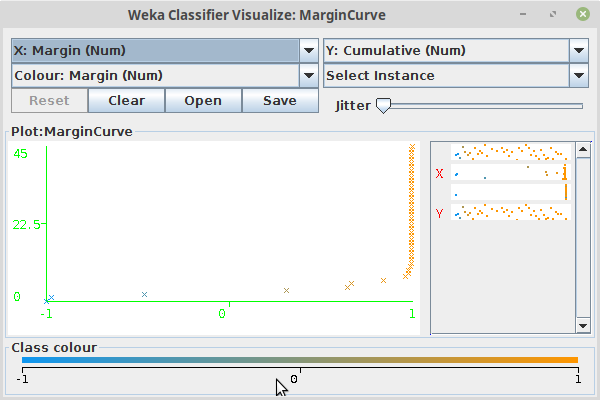 Weka Classifier Visualize: MarginCurve
X: Margin (Num)
Y: Cumulative (Num)
Colour: Margin (Num)
Select Instance
Reset
Clear
Open
Save
Jitter
Plot:MarginCurve
45
22.5
0
-1
0
1
X
Y
Class colour
-1
0
1